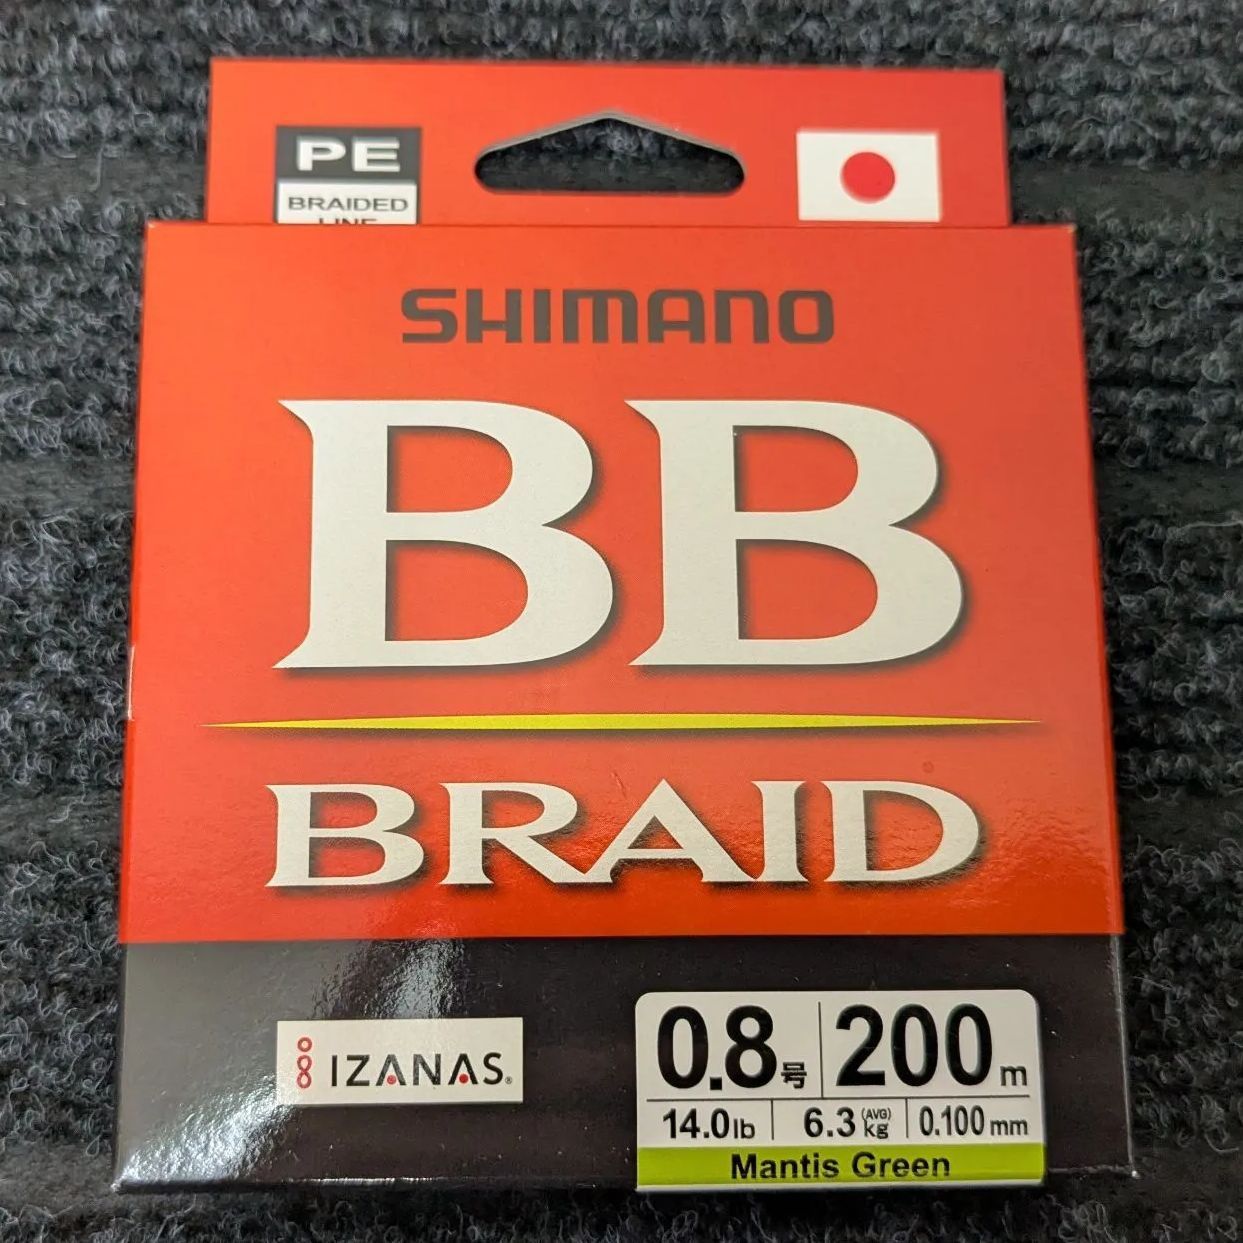 PE
BRAIDED
LINE
SHIMANO
BB
BRAID
IZANAS®
0.8号 200m
14.0lb 6.3(AVG)kg 0.100mm
Mantis Green